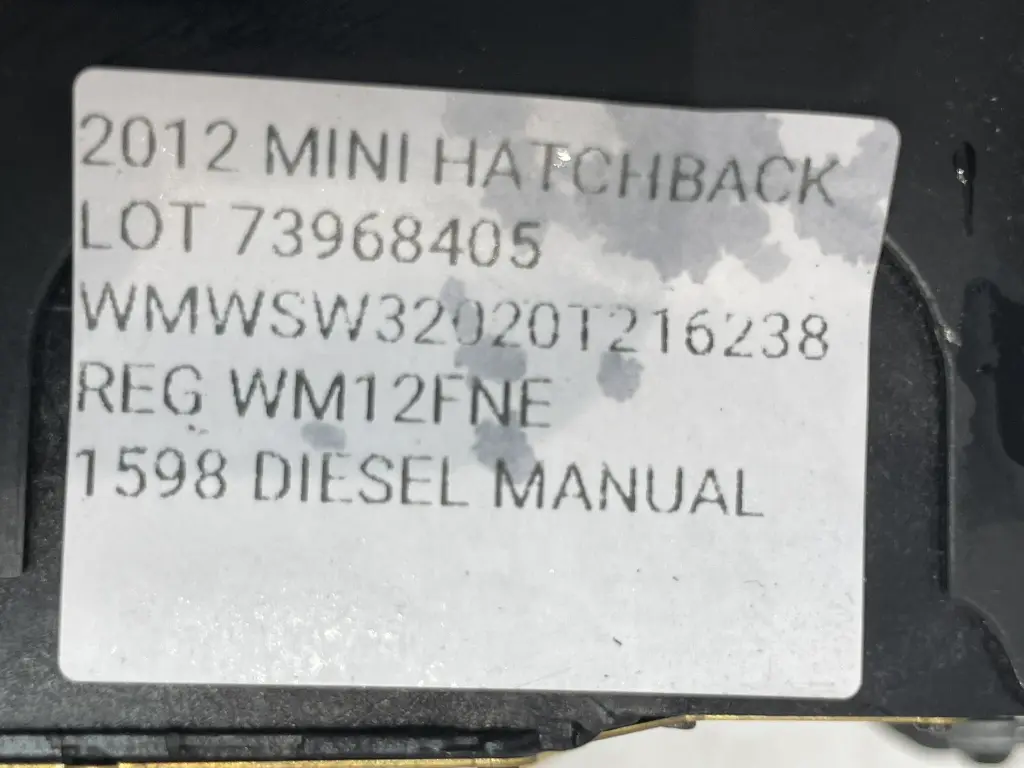 2012 MINI HATCHBACK
LOT 73968405
WMWSW32020T216238
REG WM12FNE
1598 DIESEL MANUAL